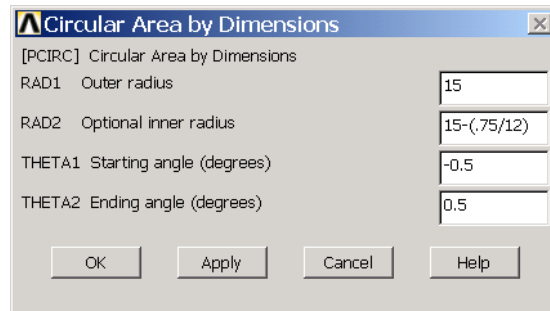 Circular Area by Dimensions
[PCIRC] Circular Area by Dimensions
RAD1 Outer radius 15
RAD2 Optional inner radius 15-(.75/12)
THETA1 Starting angle (degrees) -0.5
THETA2 Ending angle (degrees) 0.5
OK Apply Cancel Help